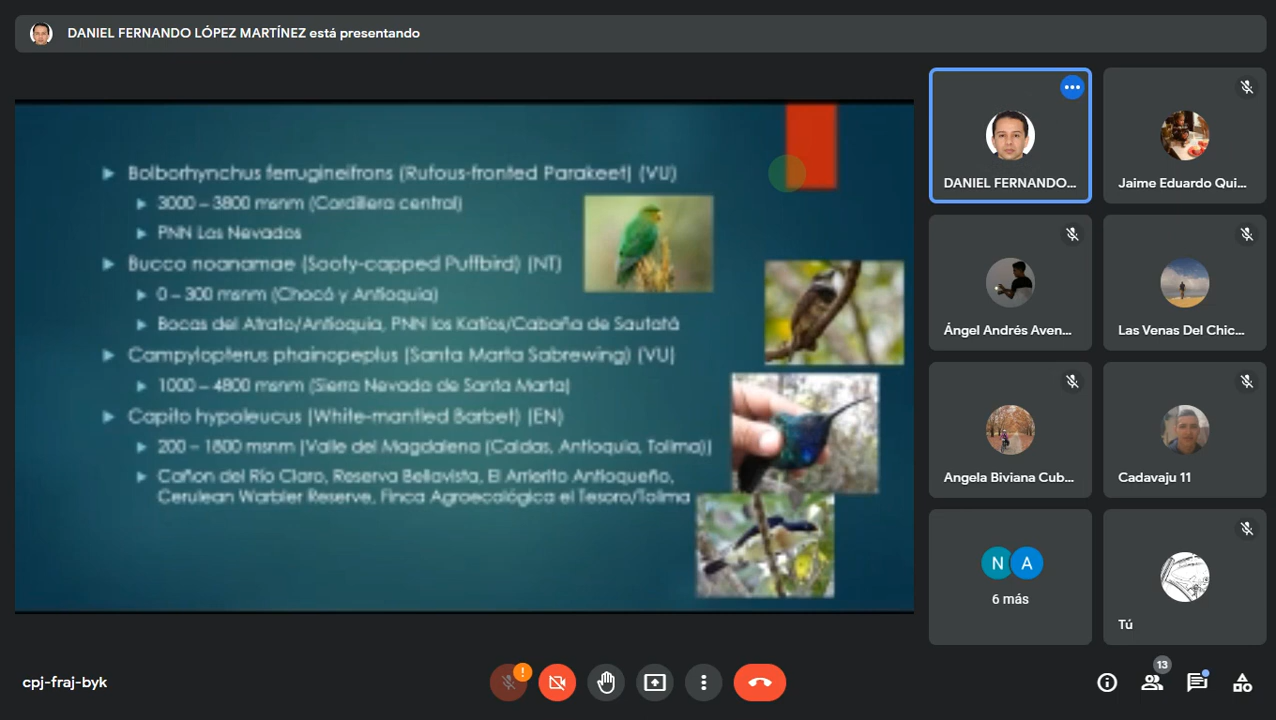 DANIEL FERNANDO LÓPEZ MARTÍNEZ está presentando
Bolborhynchus ferrugineifrons (Rufous-fronted Parakeet) (VU)
3000 – 3800 msnm (Cordillera central)
PNN Los Nevados
Bucco noanamae (Sooty-capped Puffbird) (NT)
0 – 300 msnm (Chocó y Antioquia)
Bocas del Atrato/Antioquia, PNN los Katios/Cabaña de Sautatá
Campylopterus phainopeplus (Santa Marta Sabrewing) (VU)
1000 – 4800 msnm (Sierra Nevada de Santa Marta)
Capito hypoleucus (White-mantled Barbet) (EN)
200 – 1800 msnm (Valle del Magdalena (Caldas, Antioquia, Tolima))
Cañon del Río Claro, Reserva Bellavista, El Arrierito Antioqueño,
Cerulean Warbler Reserve, Finca Agroecológica el Tesoro/Tolima
DANIEL FERNANDO...
Jaime Eduardo Qui...
Ángel Andrés Aven...
Las Venas Del Chic...
Angela Biviana Cub...
Cadavaju 11
N A
6 más
Tú
cpj-fraj-byk
!
13